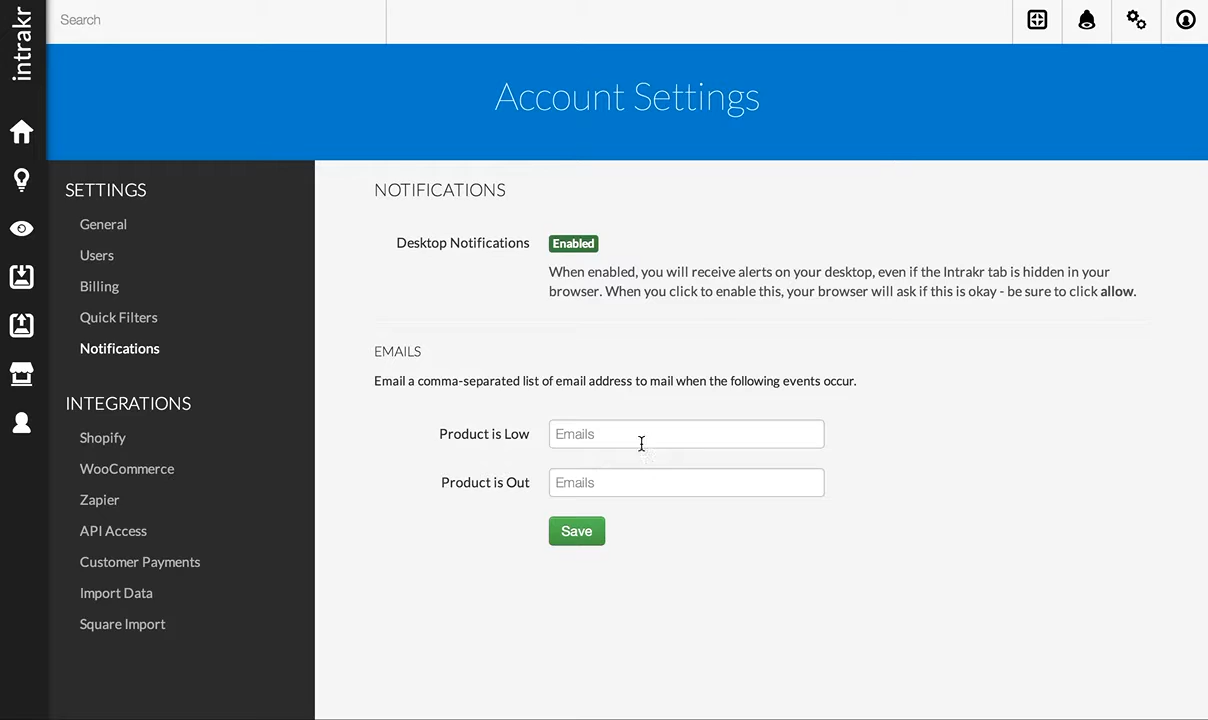 intrakr
Search
Account Settings
SETTINGS
General
Users
Billing
Quick Filters
Notifications
INTEGRATIONS
Shopify
WooCommerce
Zapier
API Access
Customer Payments
Import Data
Square Import
NOTIFICATIONS
Desktop Notifications Enabled
When enabled, you will receive alerts on your desktop, even if the Intrakr tab is hidden in your
browser. When you click to enable this, your browser will ask if this is okay - be sure to click allow.
EMAILS
Email a comma-separated list of email address to mail when the following events occur.
Product is Low Emails
Product is Out Emails
Save